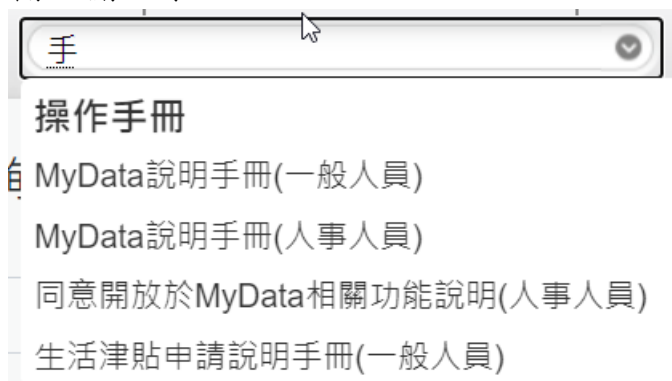 手
操作手冊
MyData說明手冊(一般人員)
MyData說明手冊(人事人員)
同意開放於MyData相關功能說明(人事人員)
生活津貼申請說明手冊(一般人員)